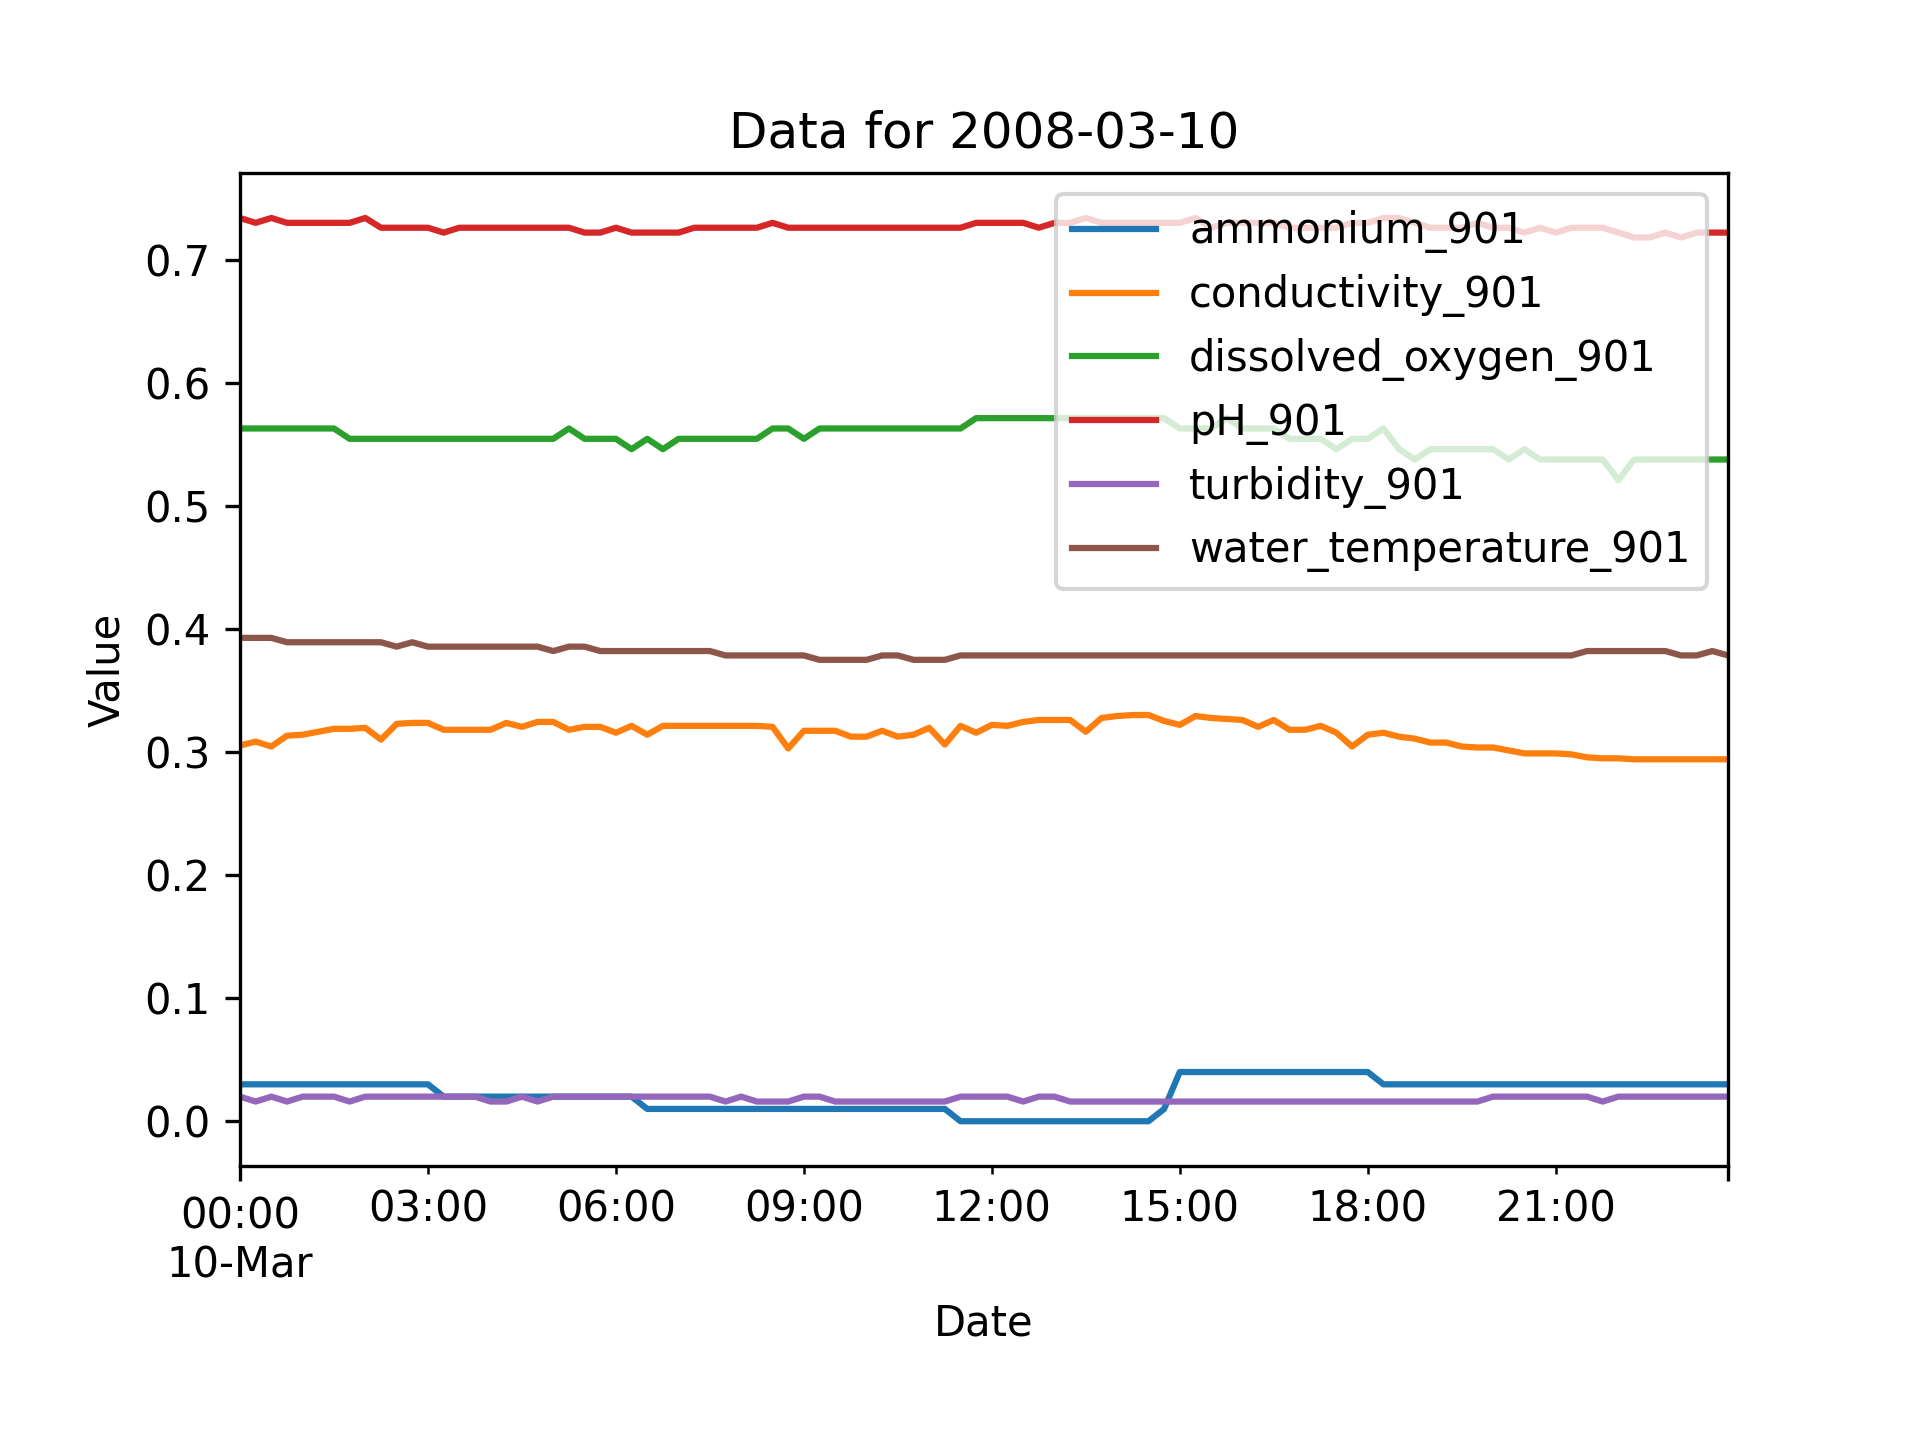 Data for 2008-03-10
ammonium_901
conductivity_901
dissolved_oxygen_901
pH_901
turbidity_901
water_temperature_901
Value
0.7
0.6
0.5
0.4
0.3
0.2
0.1
0.0
00:00 03:00 06:00 09:00 12:00 15:00 18:00 21:00
10-Mar
Date